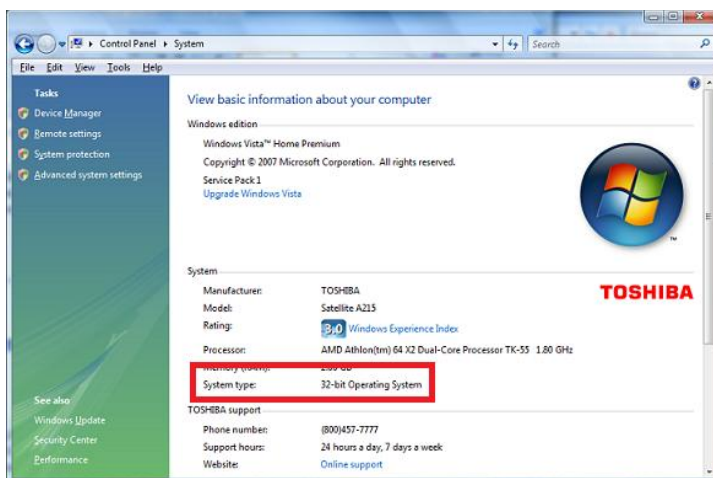 Control Panel System
Search
File Edit View Tools Help
Tasks
Device Manager
Remote settings
System protection
Advanced system settings
See also
Windows Update
Security Center
Performance
View basic information about your computer
Windows edition
Windows Vista™ Home Premium
Copyright © 2007 Microsoft Corporation. All rights reserved.
Service Pack 1
Upgrade Windows Vista
TM
System
TOSHIBA
Manufacturer: TOSHIBA
Model: Satellite A215
Rating: 3.0 Windows Experience Index
Processor: AMD Athlon(tm) 64 X2 Dual-Core Processor TK-55 1.80 GHz
Memory (RAM):
System type: 32-bit Operating System
TOSHIBA support
Phone number: (800)457-7777
Support hours: 24 hours a day, 7 days a week
Website: Online support